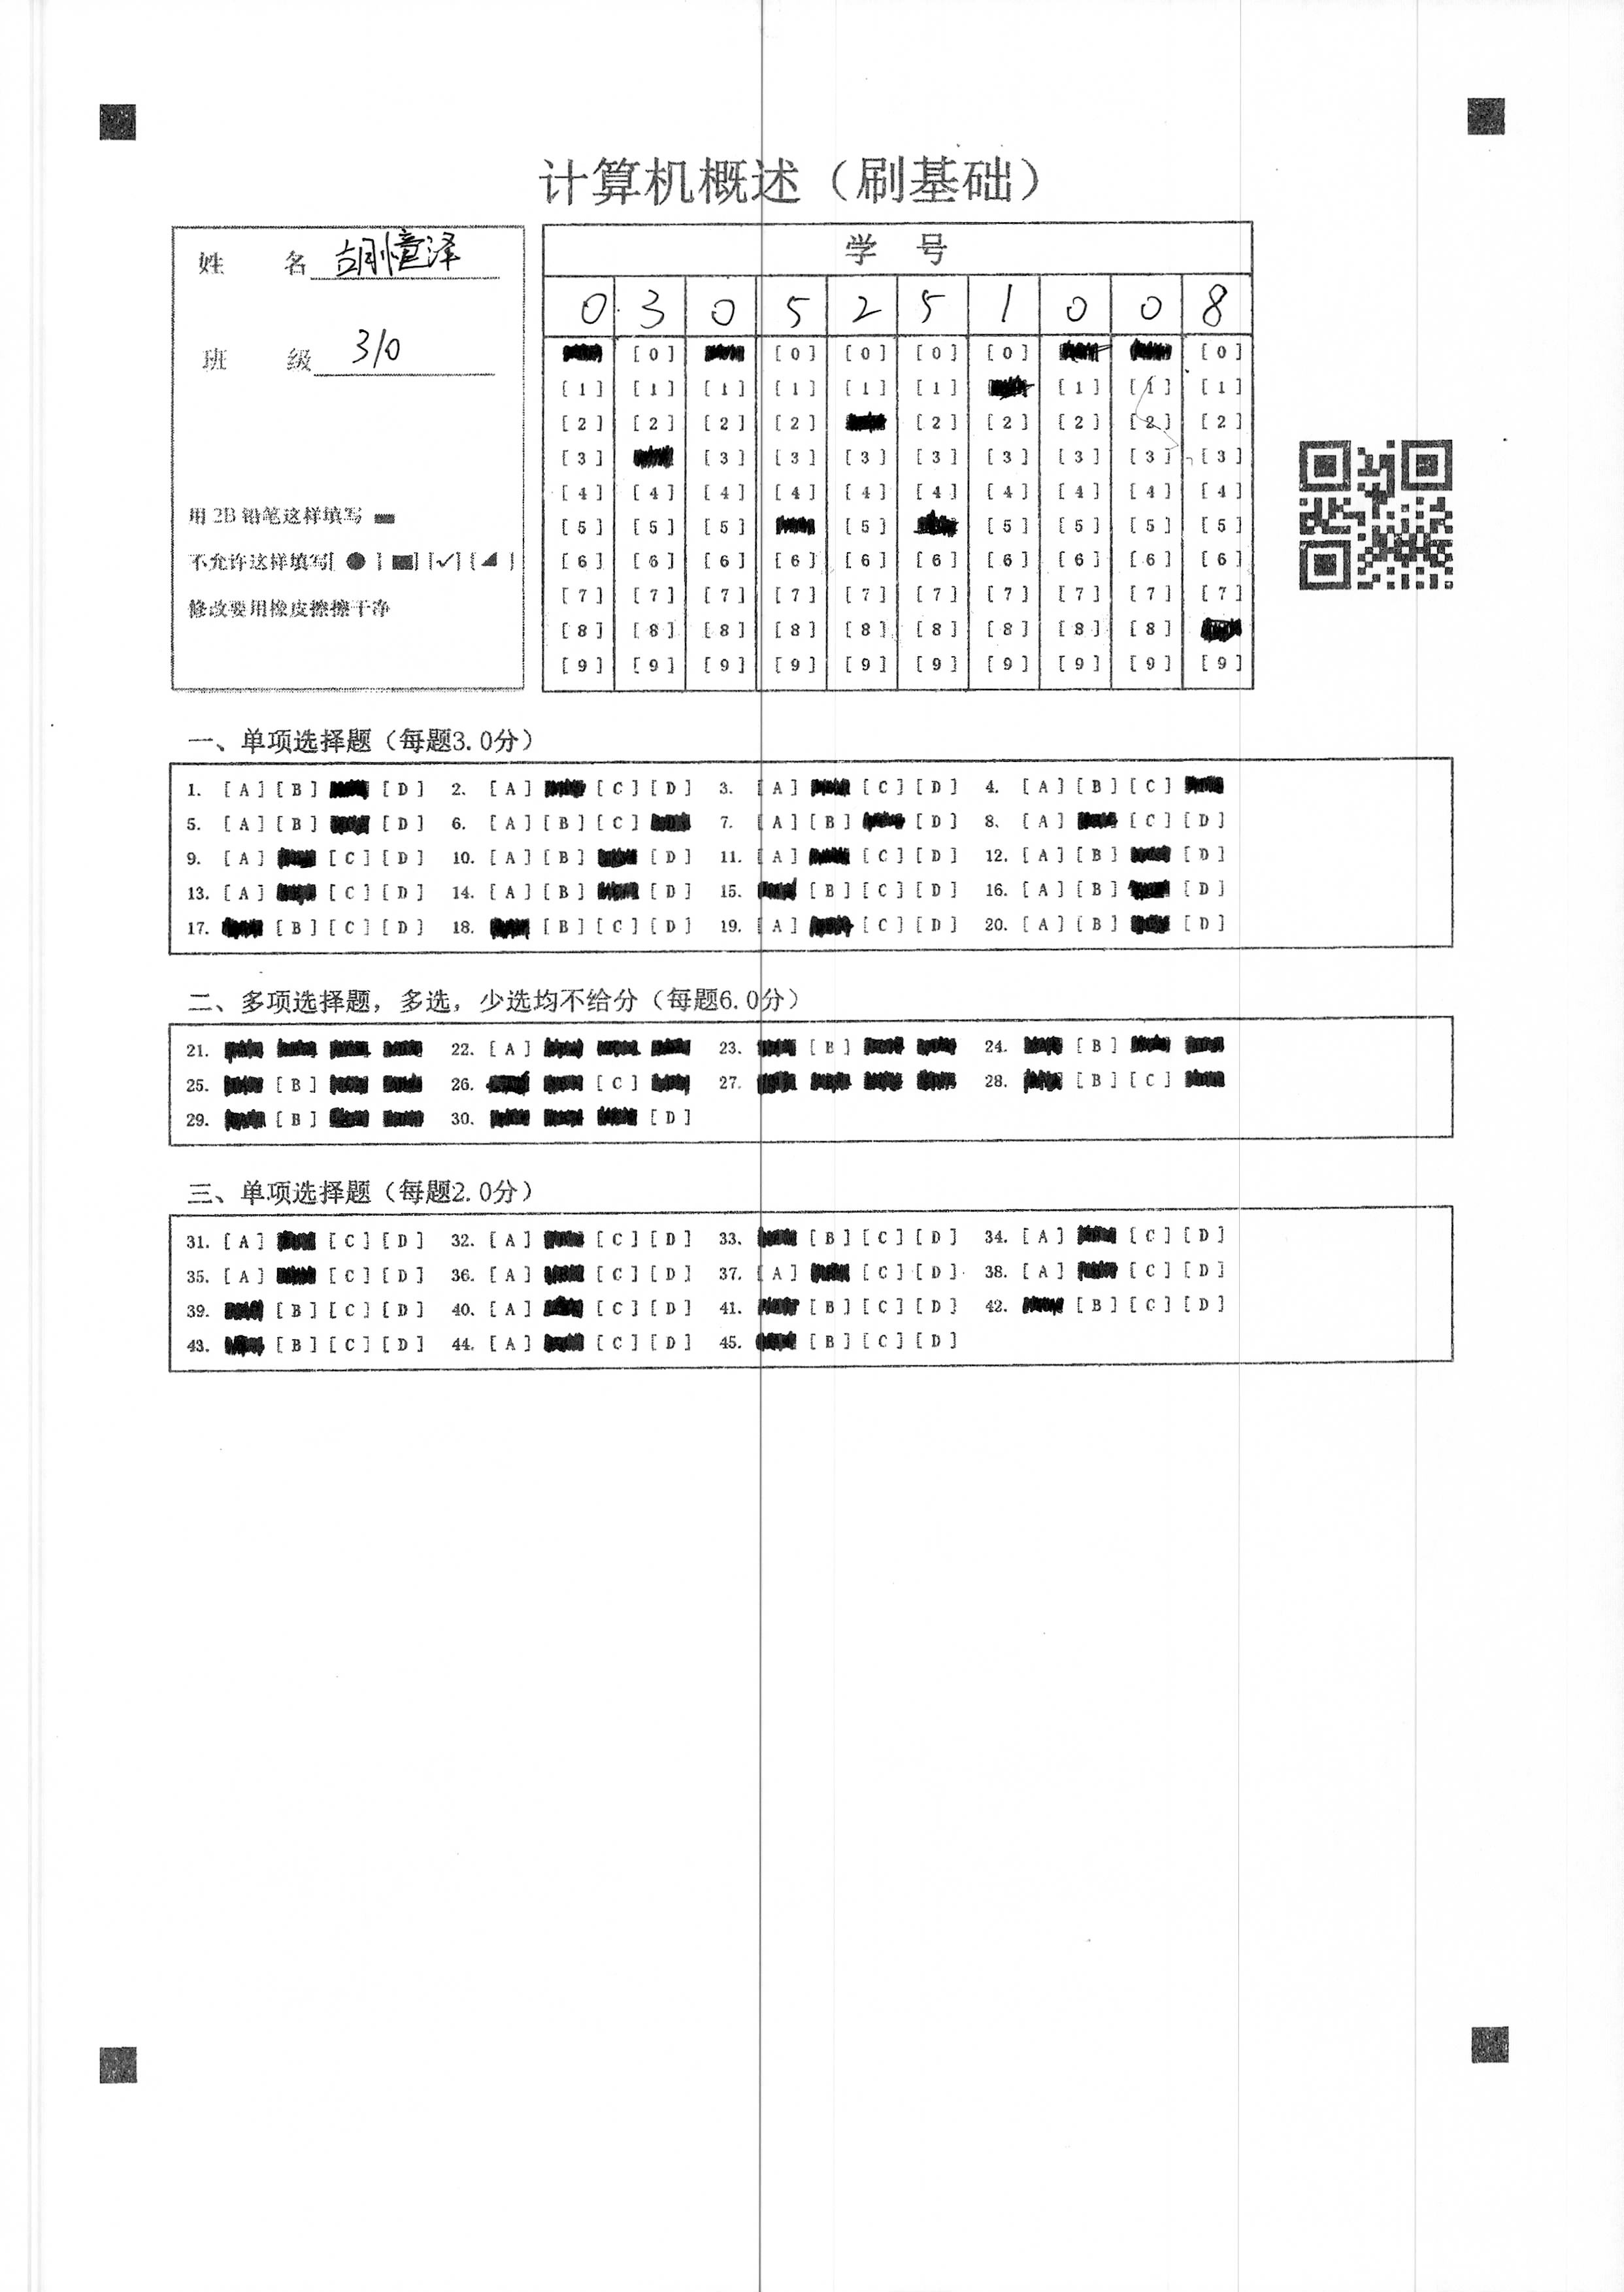 计算机概述（刷基础）
姓 名 胡憧泽
班 级 310
用 2B 铅笔这样填写
不允许这样填写[ ● ] [■] [✓] [◢ ]
修改要用橡皮擦擦干净
学 号
0 3 0 5 2 5 1 0 0 8
[0] [0] [0] [0] [0] [0]
[1] [1] [1] [1] [1] [1] [1] [1] [1]
[2] [2] [2] [2] [2] [2] [2] [2] [2]
[3] [3] [3] [3] [3] [3] [3] [3] [3]
[4] [4] [4] [4] [4] [4] [4] [4] [4] [4]
[5] [5] [5] [5] [5] [5] [5] [5]
[6] [6] [6] [6] [6] [6] [6] [6] [6] [6]
[7] [7] [7] [7] [7] [7] [7] [7] [7] [7]
[8] [8] [8] [8] [8] [8] [8] [8] [8]
[9] [9] [9] [9] [9] [9] [9] [9] [9] [9]
一、单项选择题（每题3.0分）
1. [A] [B] [D] 2. [A] [C] [D] 3. [A] [C] [D] 4. [A] [B] [C]
5. [A] [B] [D] 6. [A] [B] [C] 7. [A] [B] [D] 8. [A] [C] [D]
9. [A] [C] [D] 10. [A] [B] [D] 11. [A] [C] [D] 12. [A] [B] [D]
13. [A] [C] [D] 14. [A] [B] [D] 15. [B] [C] [D] 16. [A] [B] [D]
17. [B] [C] [D] 18. [B] [C] [D] 19. [A] [C] [D] 20. [A] [B] [D]
二、多项选择题，多选，少选均不给分（每题6.0分）
21. 22. [A] 23. [B] 24. [B]
25. [B] 26. [C] 27. 28. [B] [C]
29. [B] 30. [D]
三、单项选择题（每题2.0分）
31. [A] [C] [D] 32. [A] [C] [D] 33. [B] [C] [D] 34. [A] [C] [D]
35. [A] [C] [D] 36. [A] [C] [D] 37. [A] [C] [D] 38. [A] [C] [D]
39. [B] [C] [D] 40. [A] [C] [D] 41. [B] [C] [D] 42. [B] [C] [D]
43. [B] [C] [D] 44. [A] [C] [D] 45. [B] [C] [D]